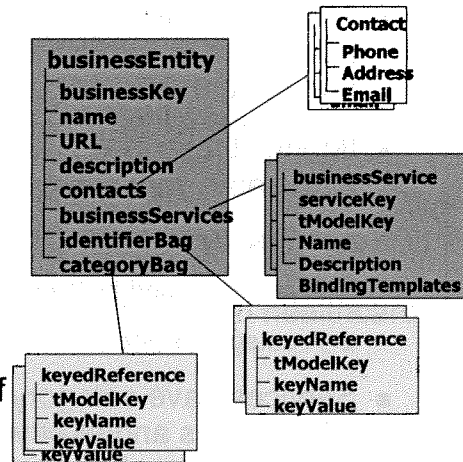 Contact
Phone
Address
Email
businessEntity
businessKey
name
URL
description
contacts
businessServices
identifierBag
categoryBag
businessService
serviceKey
tModelKey
Name
Description
BindingTemplates
keyedReference
tModelKey
keyName
keyValue
f
keyedReference
tModelKey
keyName
keyValue
keyValue